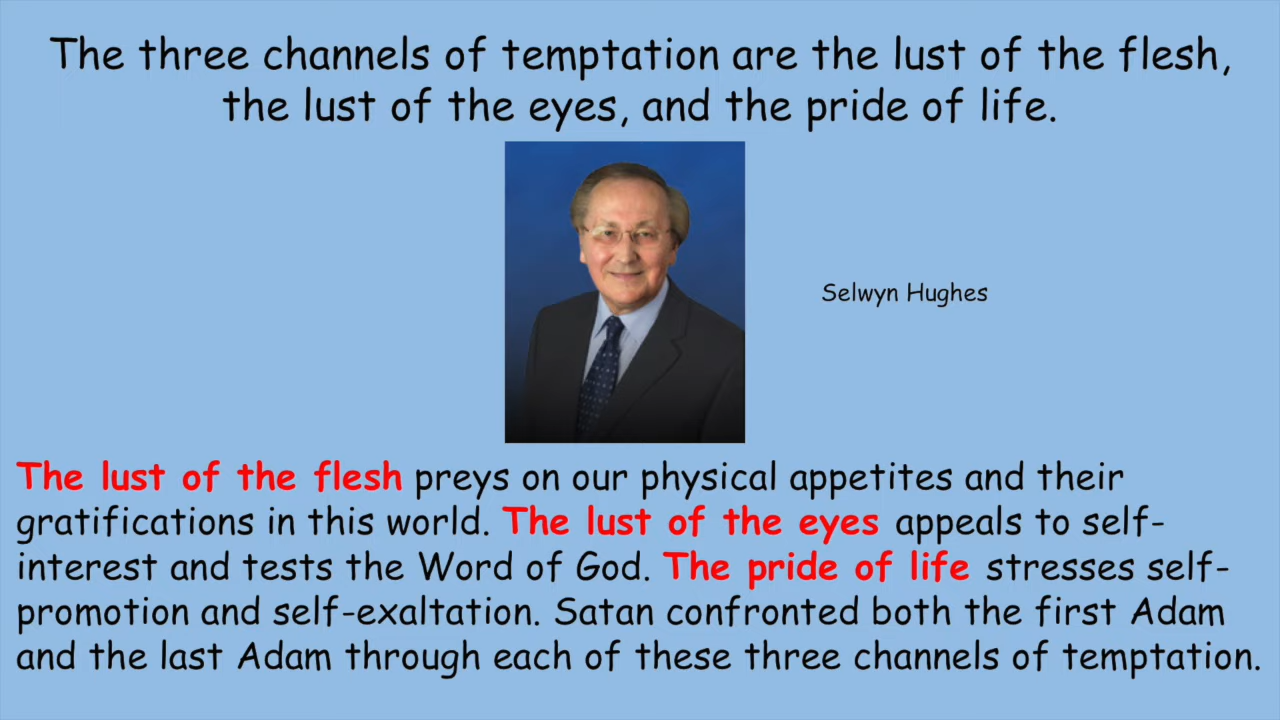 The three channels of temptation are the lust of the flesh,
the lust of the eyes, and the pride of life.
Selwyn Hughes
The lust of the flesh preys on our physical appetites and their
gratifications in this world. The lust of the eyes appeals to self-
interest and tests the Word of God. The pride of life stresses self-
promotion and self-exaltation. Satan confronted both the first Adam
and the last Adam through each of these three channels of temptation.